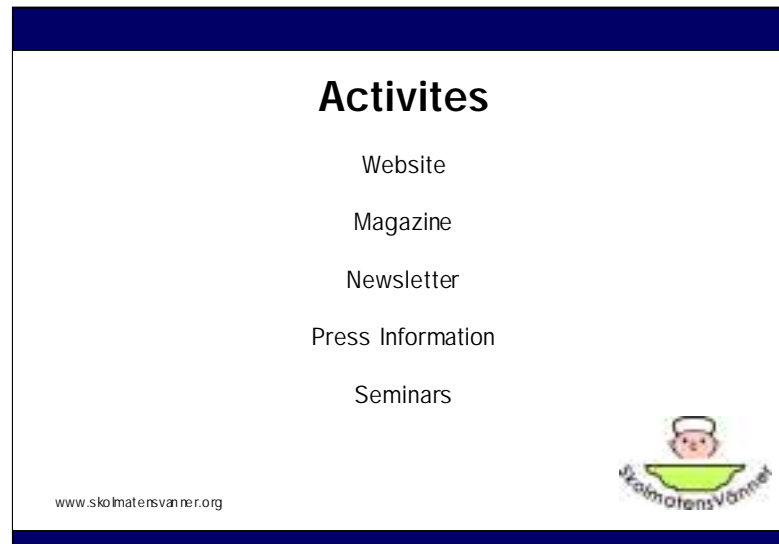 Activites
Website
Magazine
Newsletter
Press Information
Seminars
www.skolmatensvanner.org
SkolmatensVänner